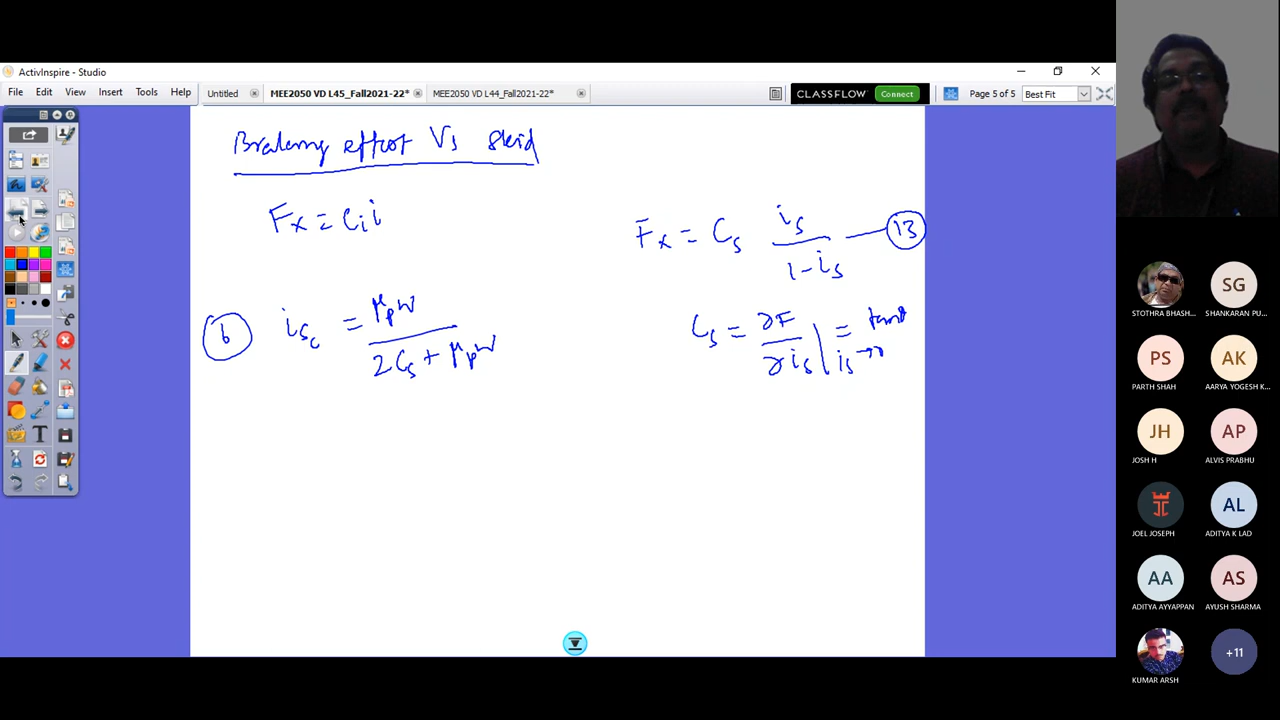 ActivInspire - Studio
File Edit View Insert Tools Help
Untitled MEE2050 VD L45_Fall2021-22* MEE2050 VD L44_Fall2021-22* CLASSFLOW Connect Page 5 of 5 Best Fit
Braking effort Vs skid
Fx = Ci i
Fx = Cs is / (1 - is) — 13
6 isc = μpW / (2Cs + μpW)
Cs = ∂F / ∂is | is→0 =
STOTHRA BHASH...
SG
SHANKARAN PU...
PS
PARTH SHAH
AK
AARYA YOGESH K...
JH
JOSH H
AP
ALVIS PRABHU
JOEL JOSEPH
AL
ADITYA K LAD
AA
ADITYA AYYAPPAN
AS
AYUSH SHARMA
KUMAR ARSH
+11